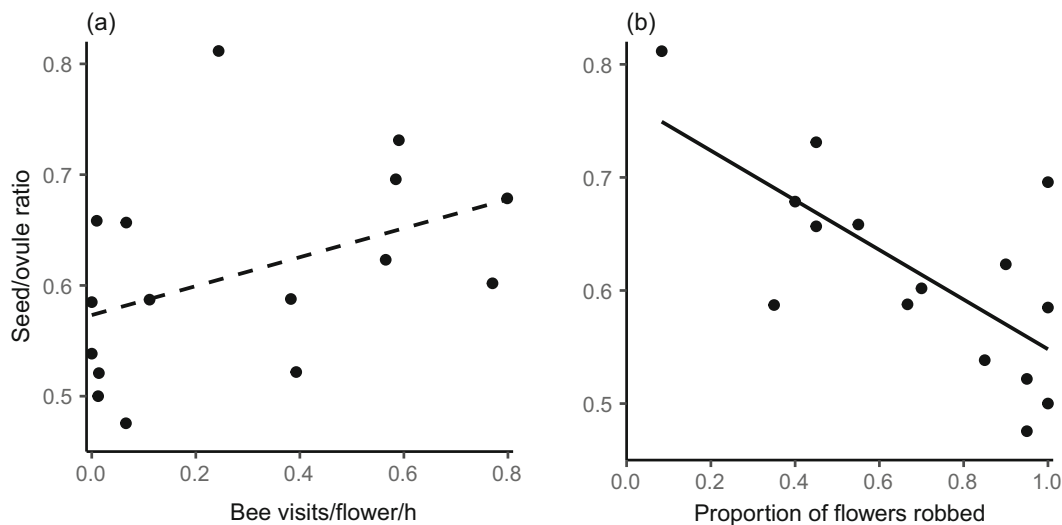 (a)
(b)
Seed/ovule ratio
0.8
0.7
0.6
0.5
0.0 0.2 0.4 0.6 0.8
Bee visits/flower/h
0.8
0.7
0.6
0.5
0.0 0.2 0.4 0.6 0.8 1.0
Proportion of flowers robbed